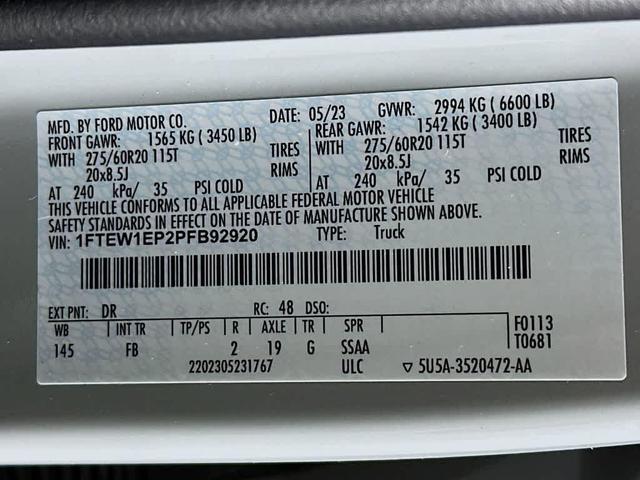 MFD. BY FORD MOTOR CO.
DATE: 05/23 GVWR: 2994 KG ( 6600 LB)
FRONT GAWR: 1565 KG ( 3450 LB)
WITH 275/60R20 115T TIRES
20x8.5J
AT 240 kPa/ 35 PSI COLD
REAR GAWR: 1542 KG ( 3400 LB)
WITH 275/60R20 115T TIRES
20x8.5J
AT 240 kPa/ 35 PSI COLD
THIS VEHICLE CONFORMS TO ALL APPLICABLE FEDERAL MOTOR VEHICLE
SAFETY STANDARDS IN EFFECT ON THE DATE OF MANUFACTURE SHOWN ABOVE.
VIN: 1FTEW1EP2PFB92920 TYPE: Truck
EXT PNT: DR RC: 48 DSO:
WB INT TR TP/PS R AXLE TR SPR
145 FB 2 19 G SSAA
F0113
T0681
2202305231767 ULC ▽ 5U5A-3520472-AA